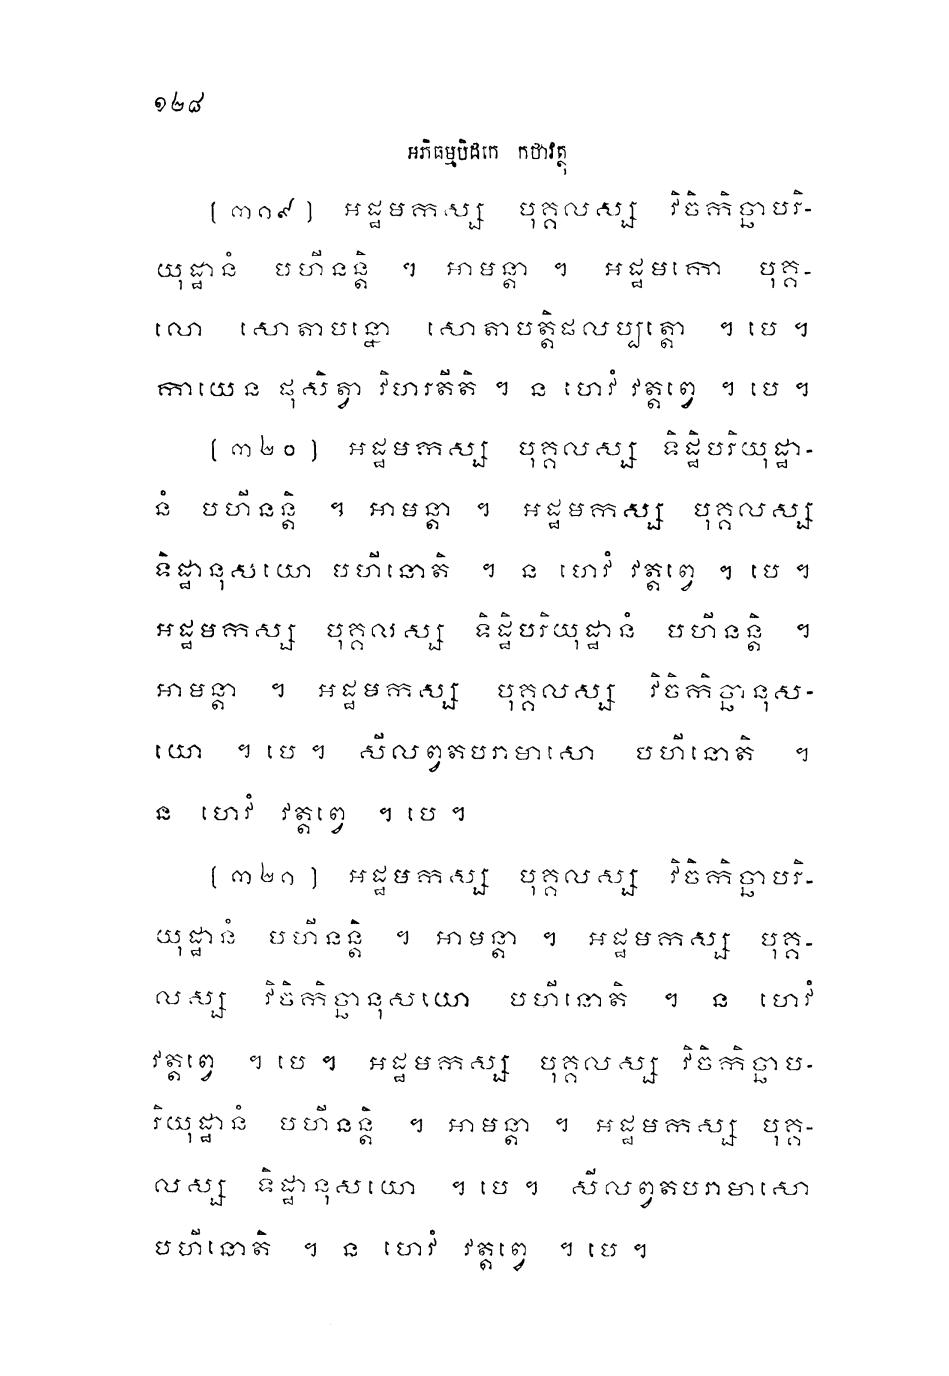 ១២៨
អភិធម្មបិដកេ កថាវត្ថុ
[ ៣១៩ ] អដ្ឋមកស្ស បុគ្គលស្ស វិចិកិច្ឆាបរិ-
យុដ្ឋានំ បហីនន្តិ ។ អាមន្តា ។ អដ្ឋមកោ បុគ្គ-
លោ សោតាបន្នោ សោតាបត្តិផលប្បត្តោ ។ បេ ។
កាយេន ផុសិត្វា វិហរតីតិ ។ ន ហេវំ វត្តព្វេ ។ បេ ។
[ ៣២០ ] អដ្ឋមកស្ស បុគ្គលស្ស ទិដ្ឋិបរិយុដ្ឋា-
នំ បហីនន្តិ ។ អាមន្តា ។ អដ្ឋមកស្ស បុគ្គលស្ស
ទិដ្ឋានុសយោ បហីនោតិ ។ ន ហេវំ វត្តព្វេ ។ បេ ។
អដ្ឋមកស្ស បុគ្គលស្ស ទិដ្ឋិបរិយុដ្ឋានំ បហីនន្តិ ។
អាមន្តា ។ អដ្ឋមកស្ស បុគ្គលស្ស វិចិកិច្ឆានុស-
យោ ។ បេ ។ សីលព្វតបរាមាសោ បហីនោតិ ។
ន ហេវំ វត្តព្វេ ។ បេ ។
[ ៣២១ ] អដ្ឋមកស្ស បុគ្គលស្ស វិចិកិច្ឆាបរិ-
យុដ្ឋានំ បហីនន្តិ ។ អាមន្តា ។ អដ្ឋមកស្ស បុគ្គ-
លស្ស វិចិកិច្ឆានុសយោ បហីនោតិ ។ ន ហេវំ
វត្តព្វេ ។ បេ ។ អដ្ឋមកស្ស បុគ្គលស្ស វិចិកិច្ឆាប-
រិយុដ្ឋានំ បហីនន្តិ ។ អាមន្តា ។ អដ្ឋមកស្ស បុគ្គ-
លស្ស ទិដ្ឋានុសយោ ។ បេ ។ សីលព្វតបរាមាសោ
បហីនោតិ ។ ន ហេវំ វត្តព្វេ ។ បេ ។